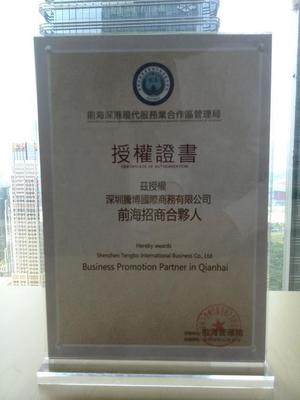 前海深港現代服務業合作區管理局
授權證書
CERTIFICATE OF AUTHORIZATION
茲授權
深圳騰博國際商務有限公司
前海招商合夥人
Hereby awards
Shenzhen Tengbo International Business Co., Ltd
Business Promotion Partner in Qianhai